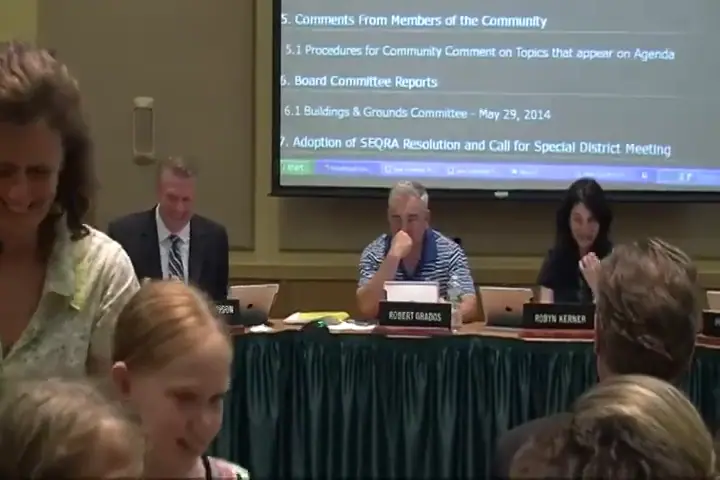 5. Comments From Members of the Community
5.1 Procedures for Community Comment on Topics that appear on Agenda
6. Board Committee Reports
6.1 Buildings & Grounds Committee - May 29, 2014
7. Adoption of SEQRA Resolution and Call for Special District Meeting
start
ROBERT GRADOS
ROBYN KERNER